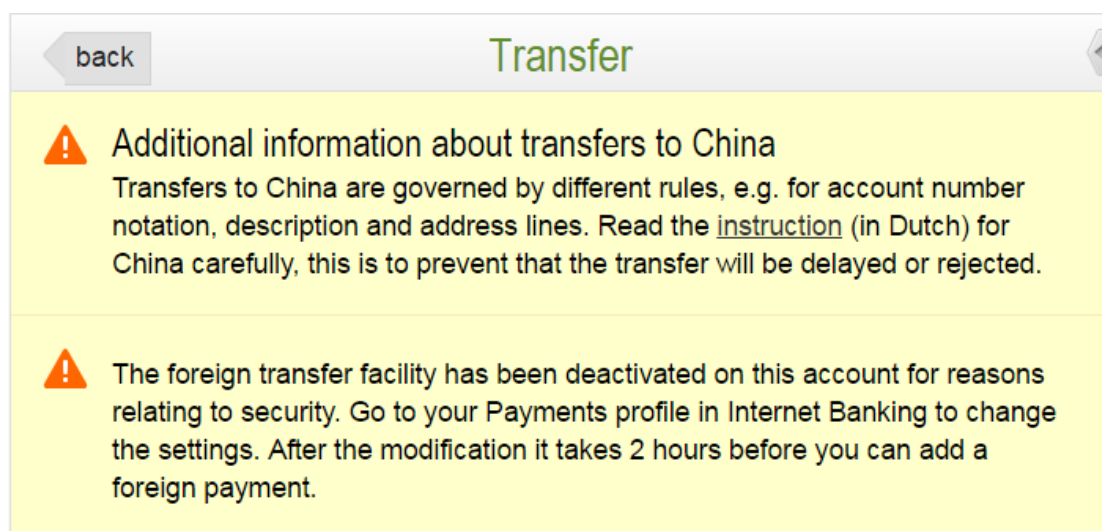 back
Transfer
Additional information about transfers to China
Transfers to China are governed by different rules, e.g. for account number
notation, description and address lines. Read the instruction (in Dutch) for
China carefully, this is to prevent that the transfer will be delayed or rejected.
The foreign transfer facility has been deactivated on this account for reasons
relating to security. Go to your Payments profile in Internet Banking to change
the settings. After the modification it takes 2 hours before you can add a
foreign payment.